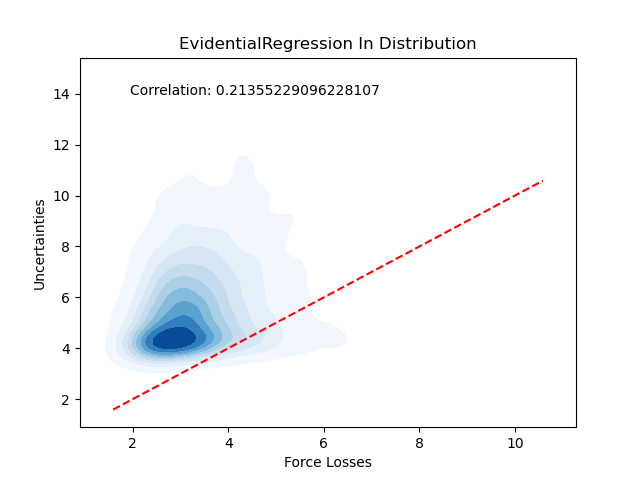 EvidentialRegression In Distribution
Correlation: 0.21355229096228107
14
12
10
8
6
4
2
Uncertainties
2 4 6 8 10
Force Losses